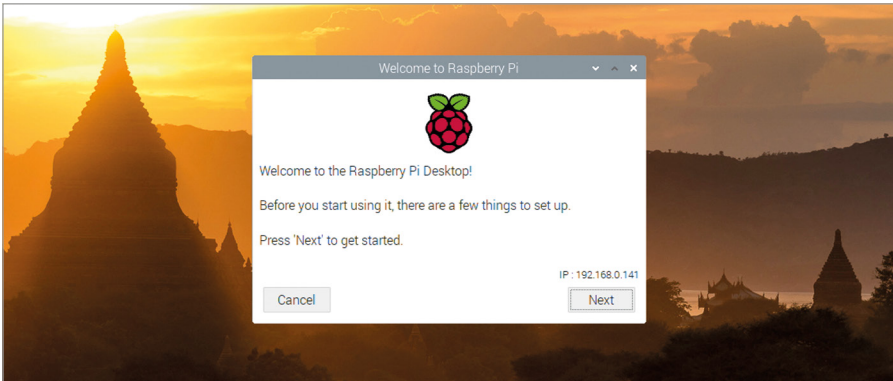 Welcome to Raspberry Pi
Welcome to the Raspberry Pi Desktop!
Before you start using it, there are a few things to set up.
Press 'Next' to get started.
IP : 192.168.0.141
Cancel
Next